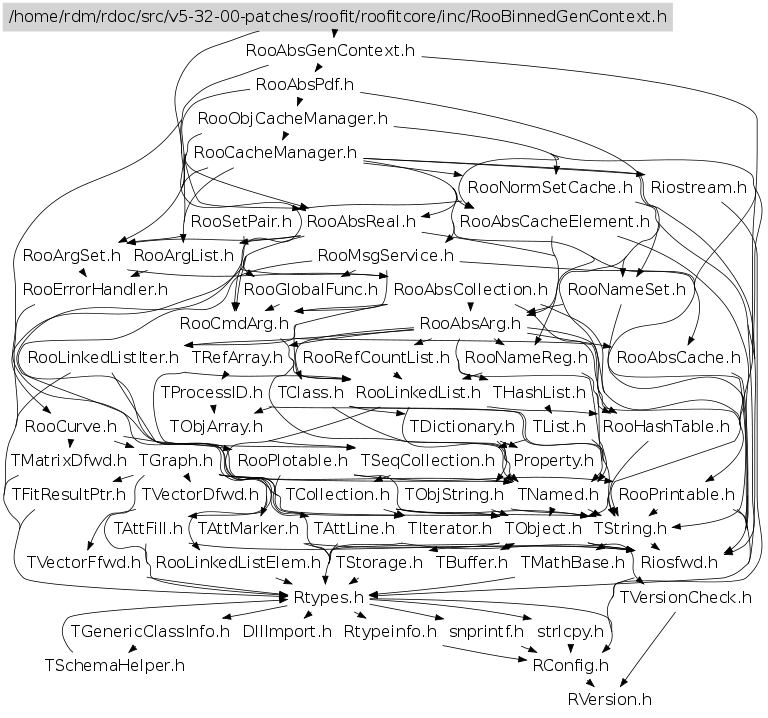 /home/rdm/rdoc/src/v5-32-00-patches/roofit/roofitcore/inc/RooBinnedGenContext.h
RooAbsGenContext.h
RooAbsPdf.h
RooObjCacheManager.h
RooCacheManager.h
RooNormSetCache.h Riostream.h
RooSetPair.h RooAbsReal.h RooAbsCacheElement.h
RooArgSet.h RooArgList.h RooMsgService.h
RooErrorHandler.h RooGlobalFunc.h RooAbsCollection.h RooNameSet.h
RooCmdArg.h RooAbsArg.h
RooLinkedListIter.h TRefArray.h RooRefCountList.h RooNameReg.h RooAbsCache.h
TProcessID.h TClass.h RooLinkedList.h THashList.h
RooCurve.h TObjArray.h TDictionary.h TList.h RooHashTable.h
TMatrixDfwd.h TGraph.h RooPlotable.h TSeqCollection.h Property.h
TFitResultPtr.h TVectorDfwd.h TCollection.h TObjString.h TNamed.h RooPrintable.h
TAttFill.h TAttMarker.h TAttLine.h TIterator.h TObject.h TString.h
TVectorFfwd.h RooLinkedListElem.h TStorage.h TBuffer.h TMathBase.h Riosfwd.h
Rtypes.h TVersionCheck.h
TGenericClassInfo.h DllImport.h Rtypeinfo.h snprintf.h strlcpy.h
TSchemaHelper.h RConfig.h
RVersion.h